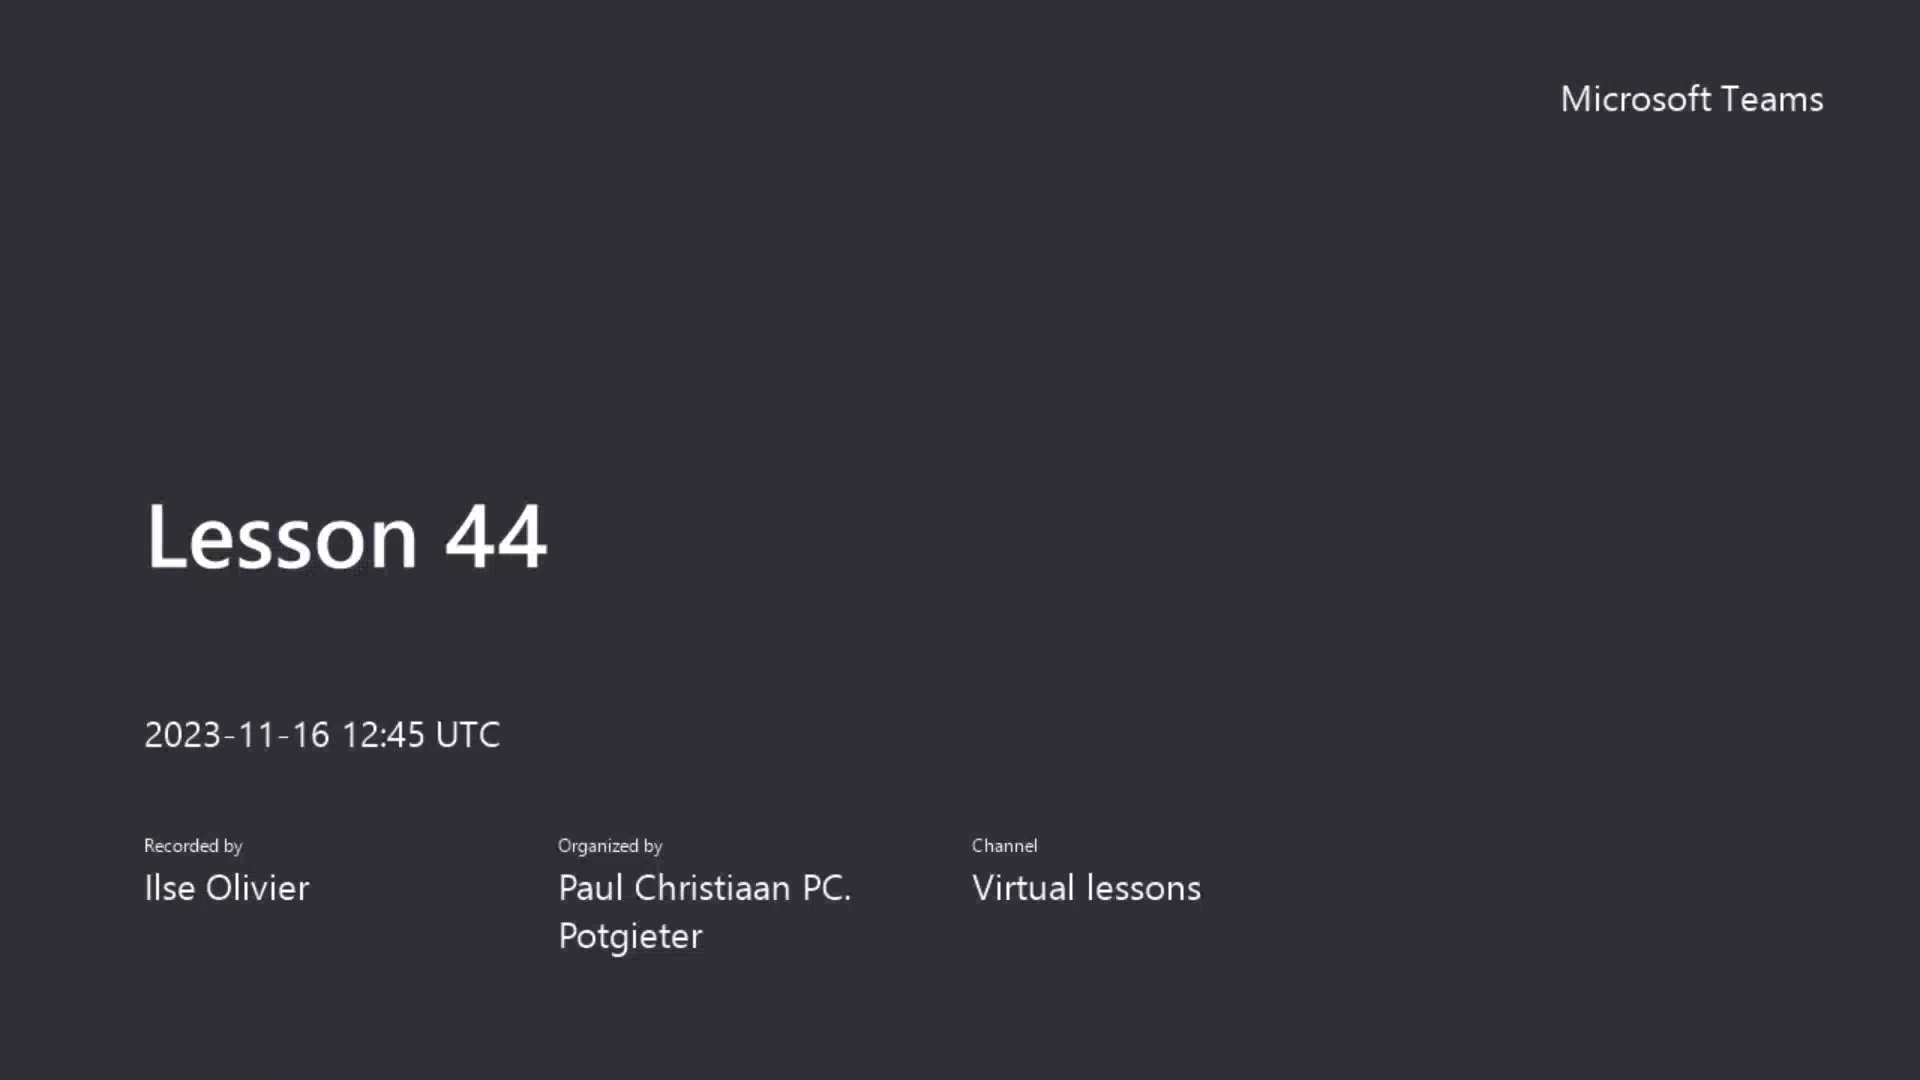 Microsoft Teams
Lesson 44
2023-11-16 12:45 UTC
Recorded by
Ilse Olivier
Organized by
Paul Christiaan PC.
Potgieter
Channel
Virtual lessons